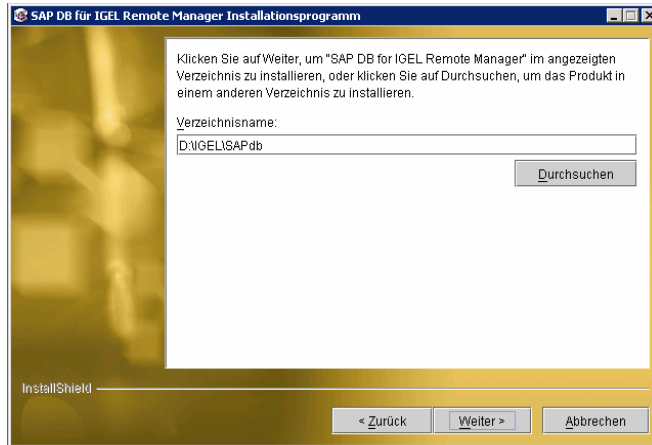 SAP DB für IGEL Remote Manager Installationsprogramm
Klicken Sie auf Weiter, um "SAP DB for IGEL Remote Manager" im angezeigten
Verzeichnis zu installieren, oder klicken Sie auf Durchsuchen, um das Produkt in
einem anderen Verzeichnis zu installieren.
Verzeichnisname:
D:\IGEL\SAPdb
Durchsuchen
InstallShield
< Zurück
Weiter >
Abbrechen